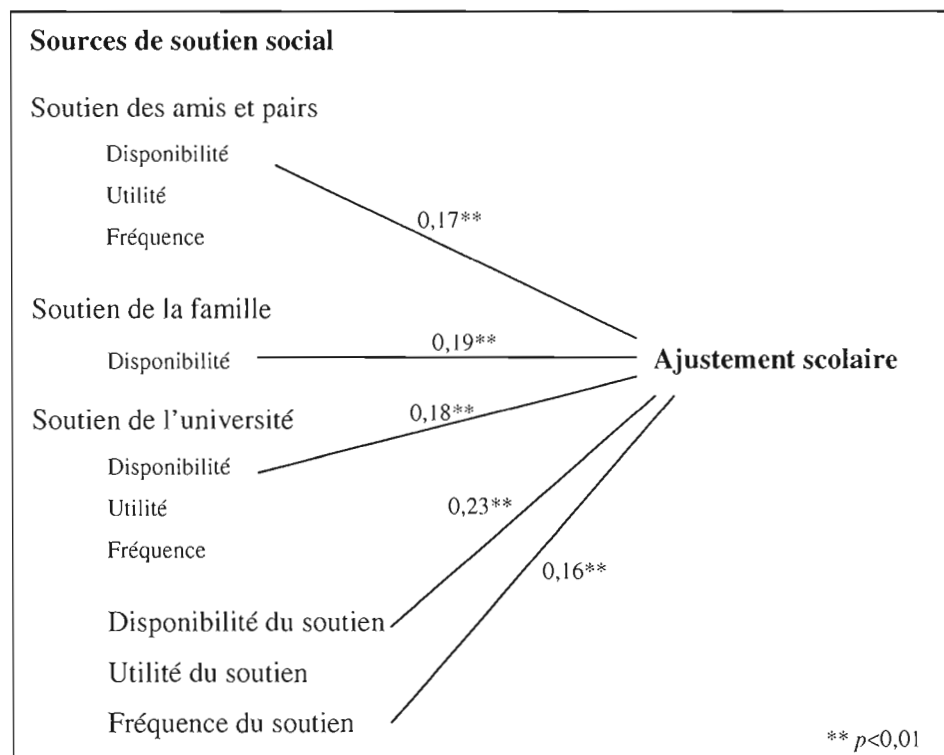 Sources de soutien social
Soutien des amis et pairs
Disponibilité
Utilité
0,17**
Fréquence
Soutien de la famille
0,19**
Disponibilité
Ajustement scolaire
Soutien de l'université
0,18**
Disponibilité
Utilité
0,23**
Fréquence
0,16**
Disponibilité du soutien
Utilité du soutien
Fréquence du soutien
** p<0,01